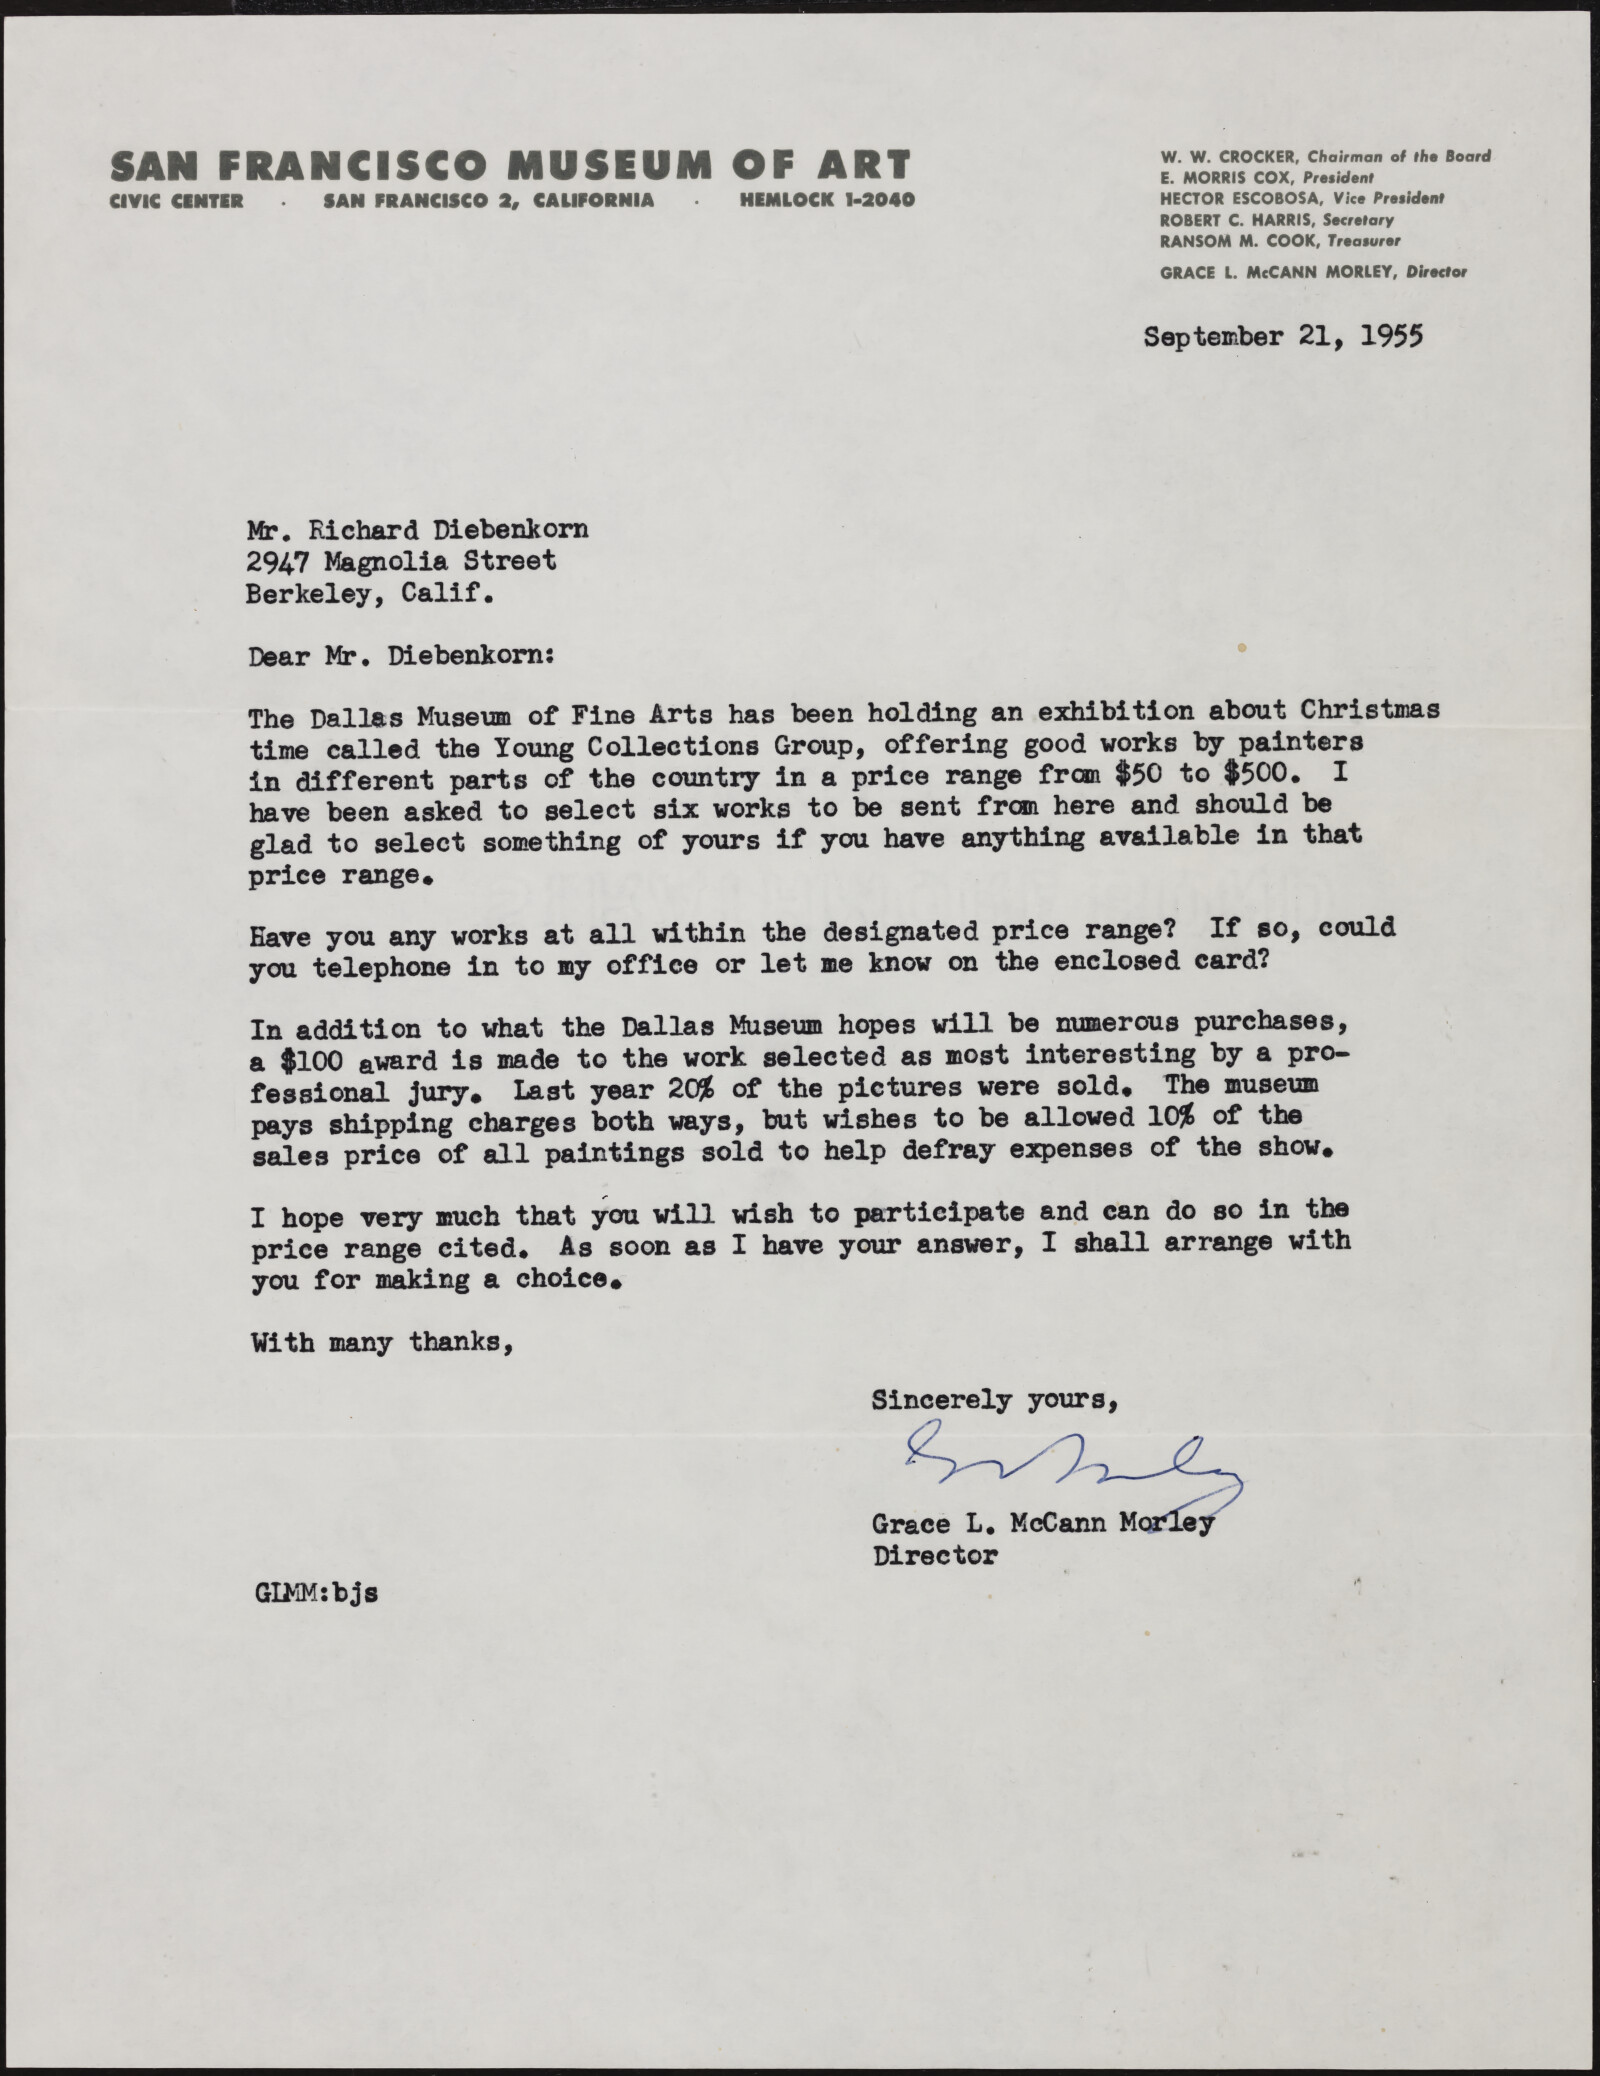 SAN FRANCISCO MUSEUM OF ART
CIVIC CENTER · SAN FRANCISCO 2, CALIFORNIA · HEMLOCK 1-2040
W. W. CROCKER, Chairman of the Board
E. MORRIS COX, President
HECTOR ESCOBOSA, Vice President
ROBERT C. HARRIS, Secretary
RANSOM M. COOK, Treasurer
GRACE L. McCANN MORLEY, Director
September 21, 1955
Mr. Richard Diebenkorn
2947 Magnolia Street
Berkeley, Calif.
Dear Mr. Diebenkorn:
The Dallas Museum of Fine Arts has been holding an exhibition about Christmas
time called the Young Collections Group, offering good works by painters
in different parts of the country in a price range from $50 to $500. I
have been asked to select six works to be sent from here and should be
glad to select something of yours if you have anything available in that
price range.
Have you any works at all within the designated price range? If so, could
you telephone in to my office or let me know on the enclosed card?
In addition to what the Dallas Museum hopes will be numerous purchases,
a $100 award is made to the work selected as most interesting by a pro-
fessional jury. Last year 20% of the pictures were sold. The museum
pays shipping charges both ways, but wishes to be allowed 10% of the
sales price of all paintings sold to help defray expenses of the show.
I hope very much that you will wish to participate and can do so in the
price range cited. As soon as I have your answer, I shall arrange with
you for making a choice.
With many thanks,
Sincerely yours,
Grace L. McCann Morley
Director
GLMM:bjs